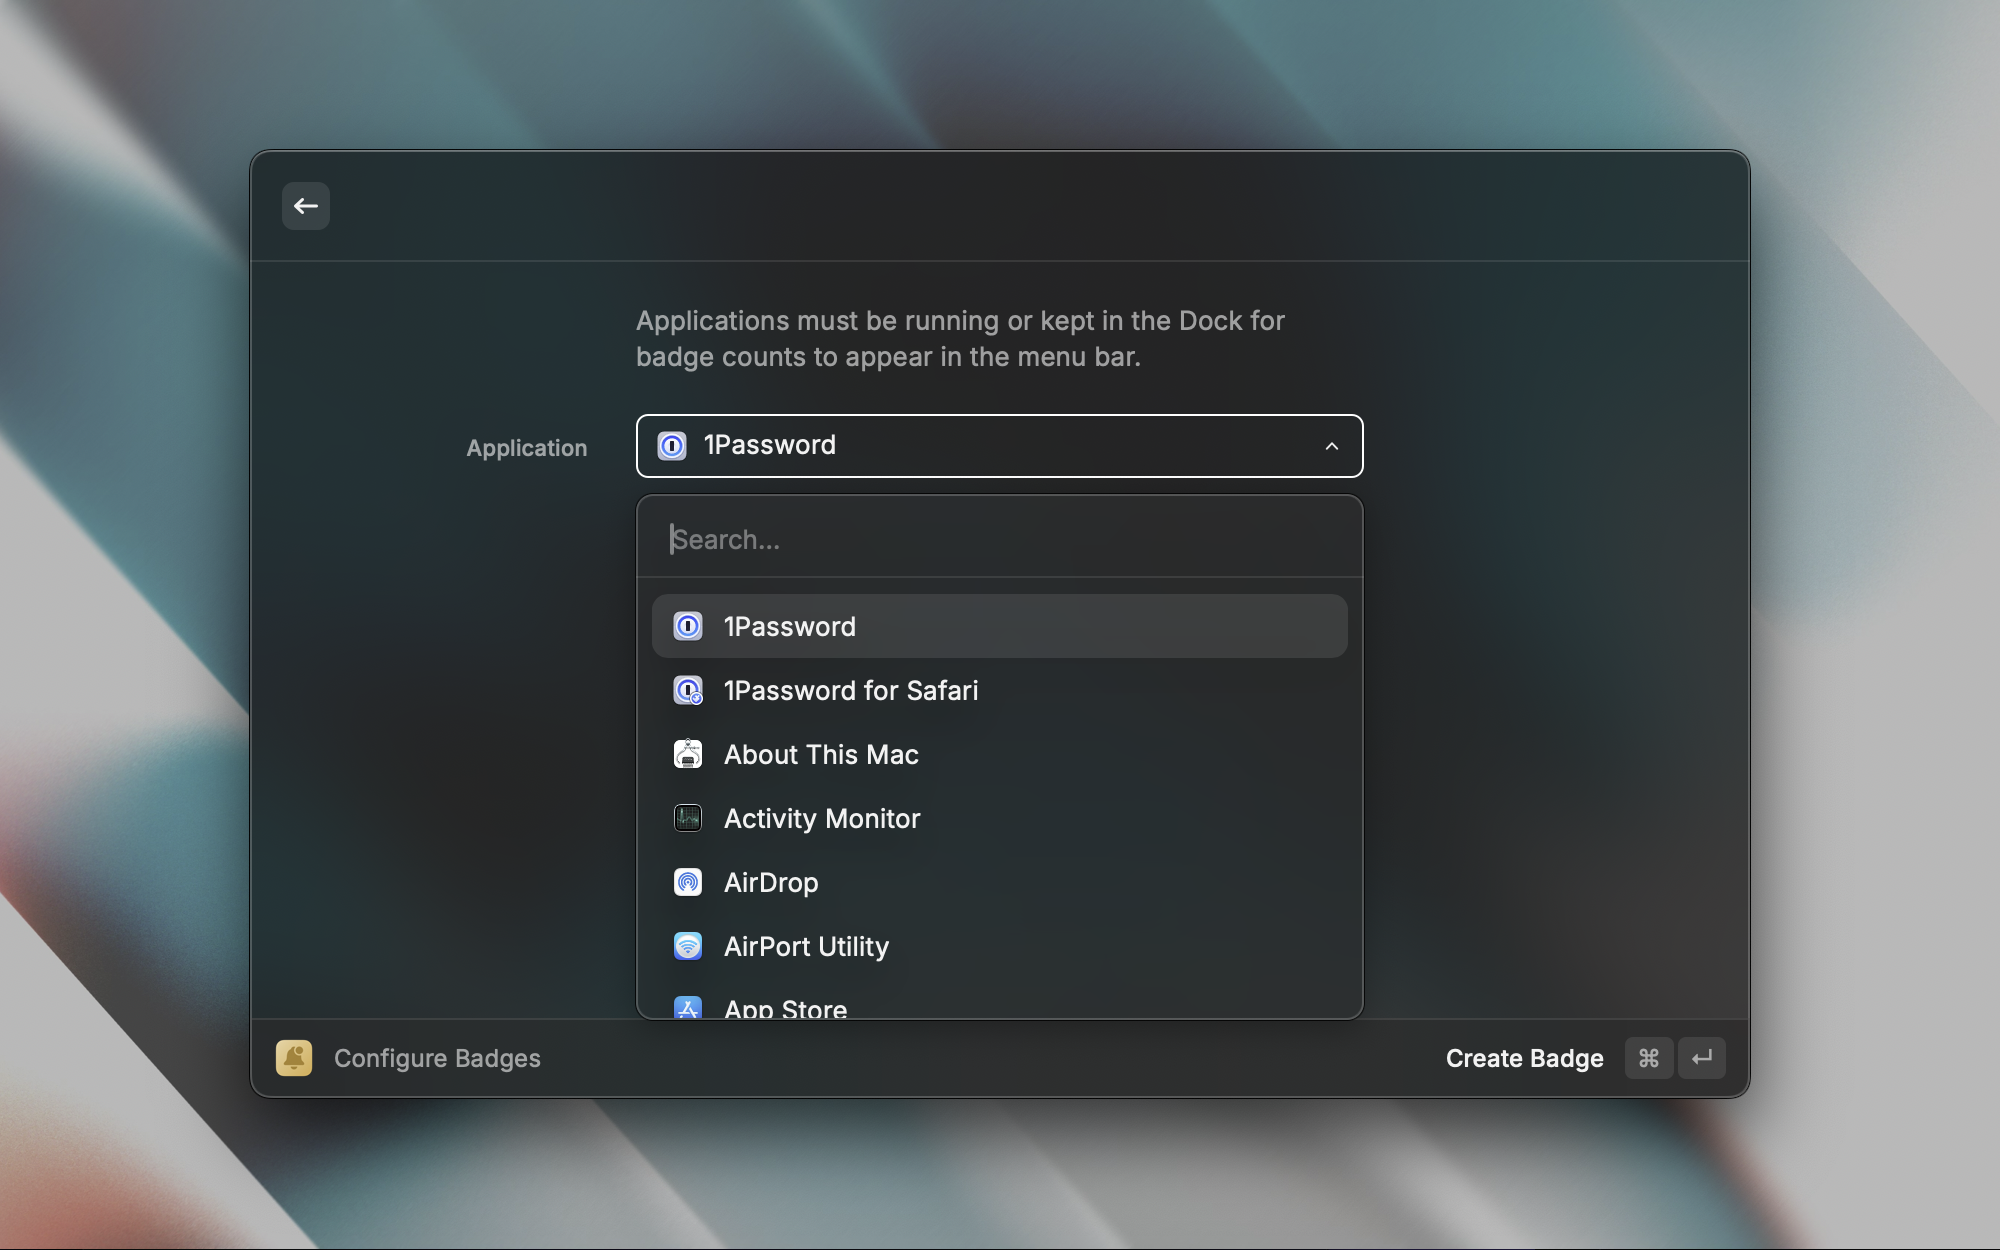 Applications must be running or kept in the Dock for
badge counts to appear in the menu bar.
Application
1Password
Search...
1Password
1Password for Safari
About This Mac
Activity Monitor
AirDrop
AirPort Utility
App Store
Configure Badges
Create Badge ⌘ ↵